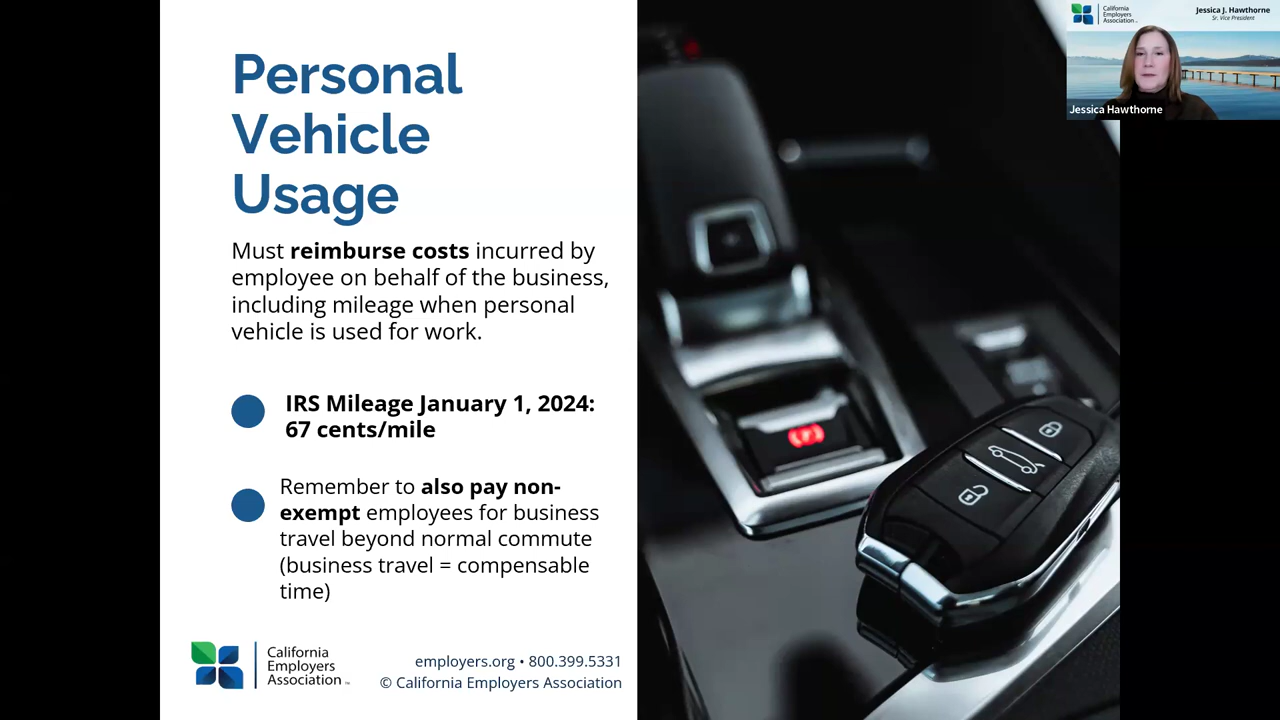 Personal
Vehicle
Usage
Must reimburse costs incurred by
employee on behalf of the business,
including mileage when personal
vehicle is used for work.
IRS Mileage January 1, 2024:
67 cents/mile
Remember to also pay non-
exempt employees for business
travel beyond normal commute
(business travel = compensable
time)
California
Employers
Association
employers.org • 800.399.5331
© California Employers Association
California
Employers
Association
Jessica J. Hawthorne
Sr. Vice President
Jessica Hawthorne